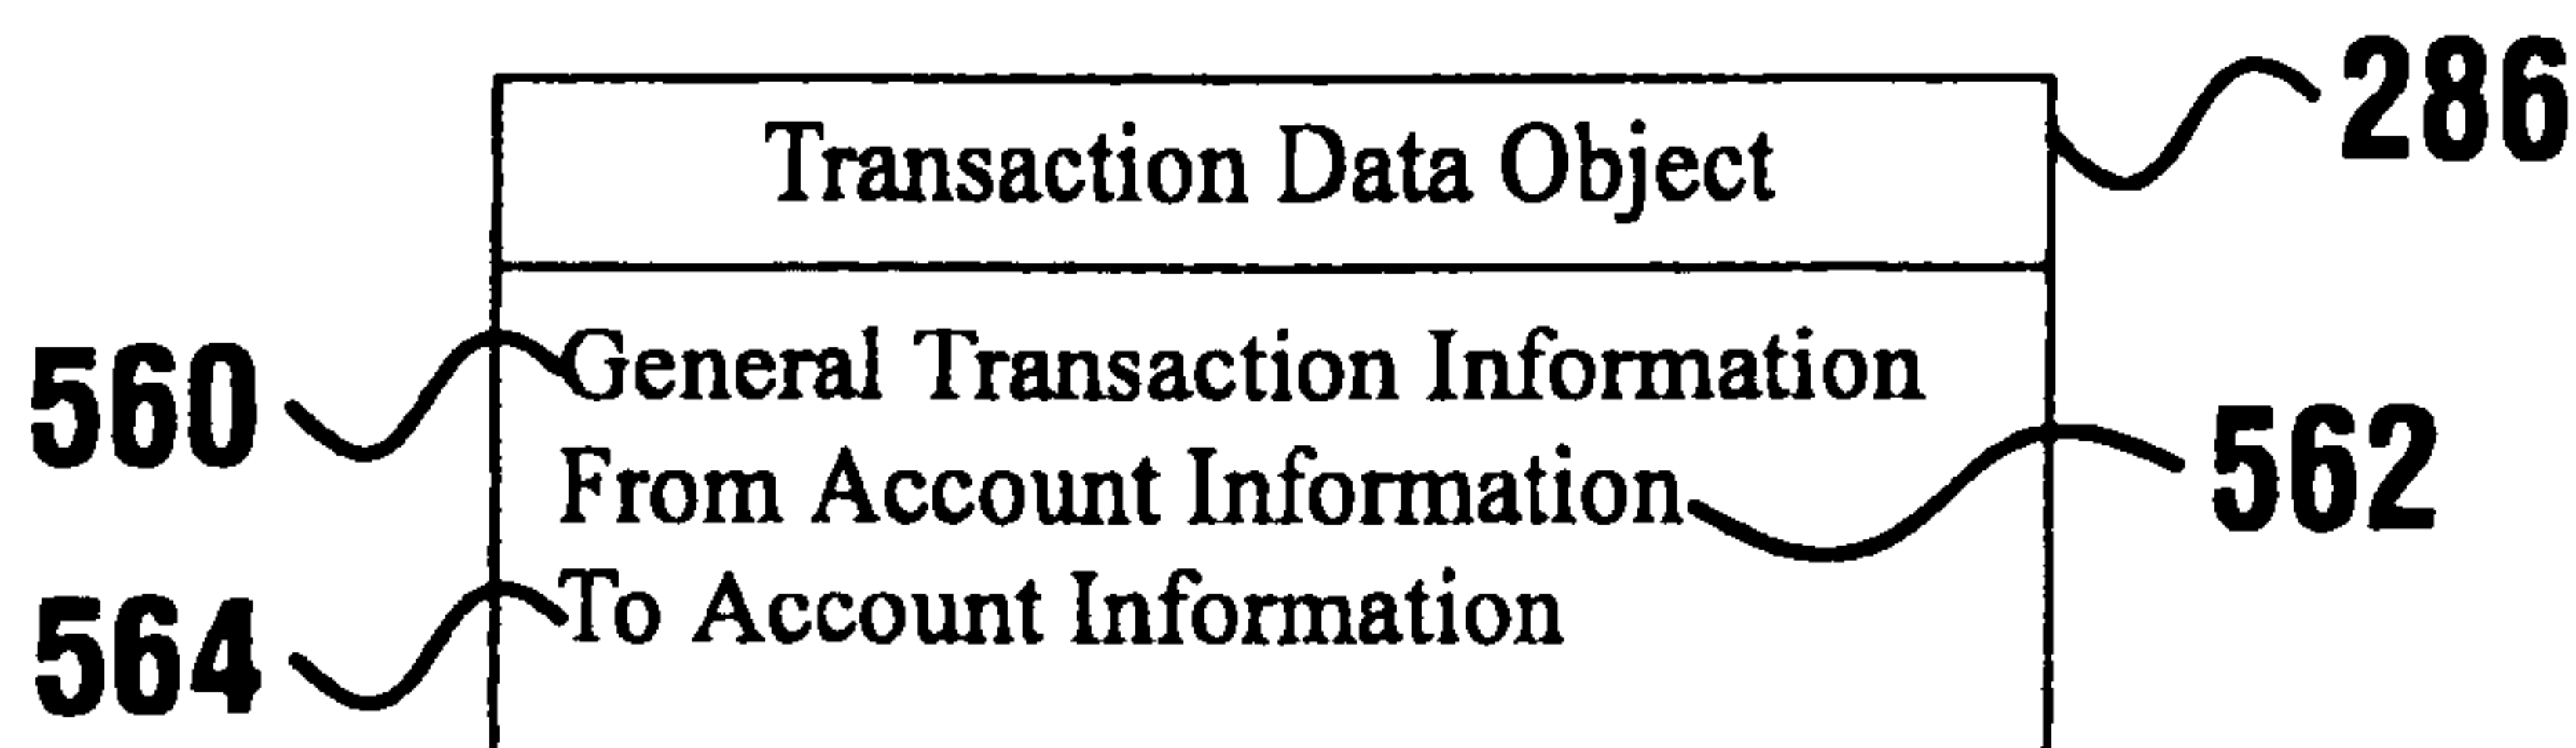 286
Transaction Data Object
560
General Transaction Information
562
From Account Information
564
To Account Information